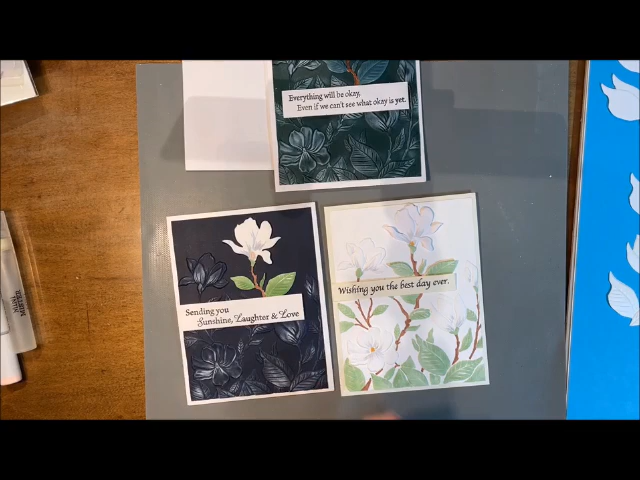 Everything will be okay,
Even if we can't see what okay is yet.
Sending you
Sunshine, Laughter & Love
Wishing you the best day ever.